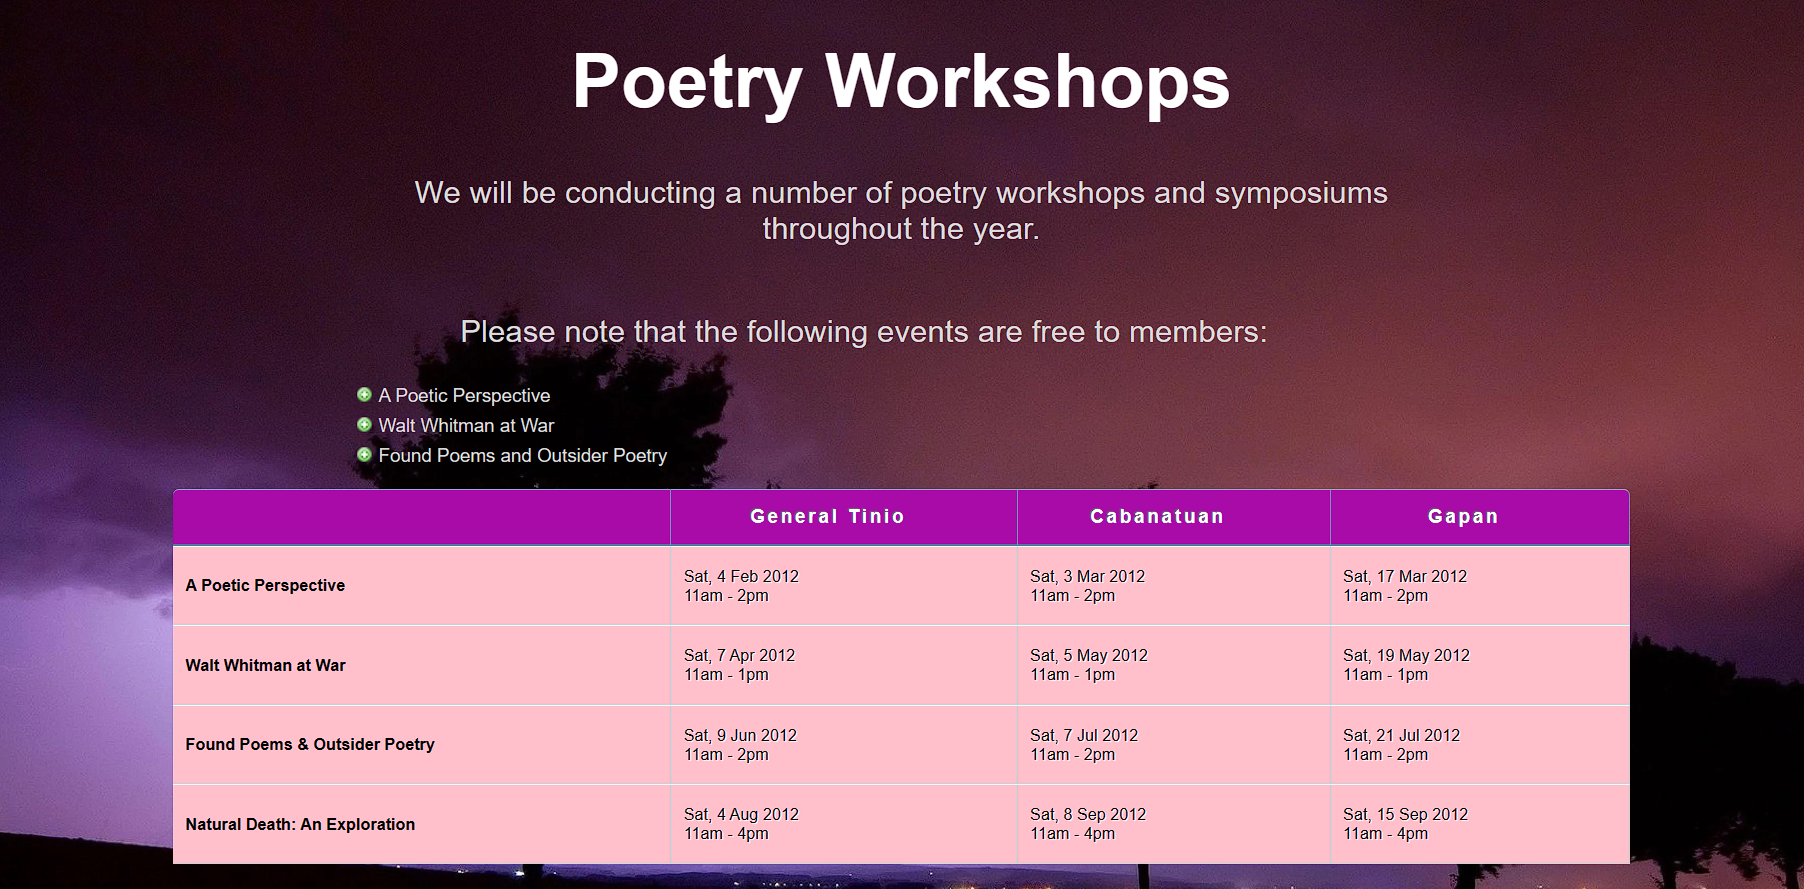 Poetry Workshops
We will be conducting a number of poetry workshops and symposiums
throughout the year.
Please note that the following events are free to members:
A Poetic Perspective
Walt Whitman at War
Found Poems and Outsider Poetry
General Tinio Cabanatuan Gapan
A Poetic Perspective
Sat, 4 Feb 2012
11am - 2pm
Sat, 3 Mar 2012
11am - 2pm
Sat, 17 Mar 2012
11am - 2pm
Walt Whitman at War
Sat, 7 Apr 2012
11am - 1pm
Sat, 5 May 2012
11am - 1pm
Sat, 19 May 2012
11am - 1pm
Found Poems & Outsider Poetry
Sat, 9 Jun 2012
11am - 2pm
Sat, 7 Jul 2012
11am - 2pm
Sat, 21 Jul 2012
11am - 2pm
Natural Death: An Exploration
Sat, 4 Aug 2012
11am - 4pm
Sat, 8 Sep 2012
11am - 4pm
Sat, 15 Sep 2012
11am - 4pm